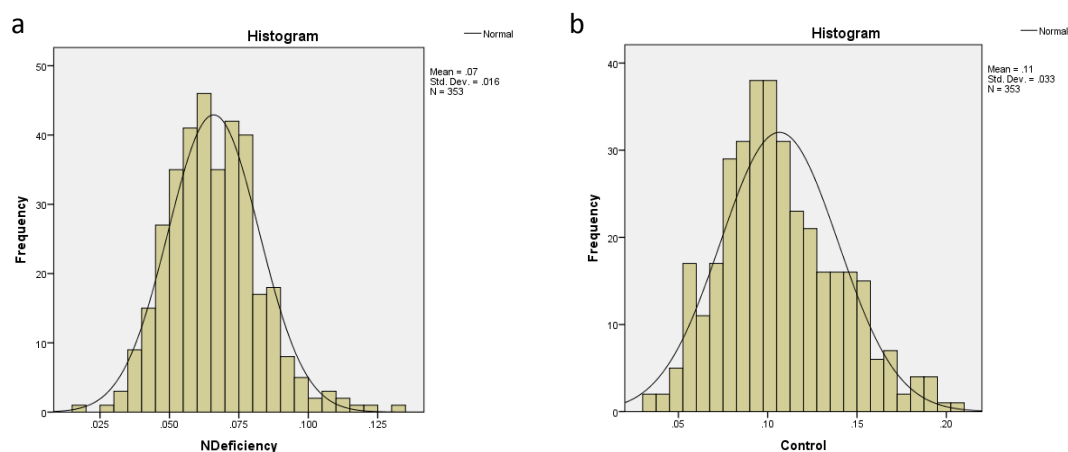 a
Histogram
Normal
Mean = .07
Std. Dev. = .016
N = 353
Frequency
50
40
30
20
10
0
.025
.050
.075
.100
.125
NDeficiency
b
Histogram
Normal
Mean = .11
Std. Dev. = .033
N = 353
Frequency
40
30
20
10
0
.05
.10
.15
.20
Control